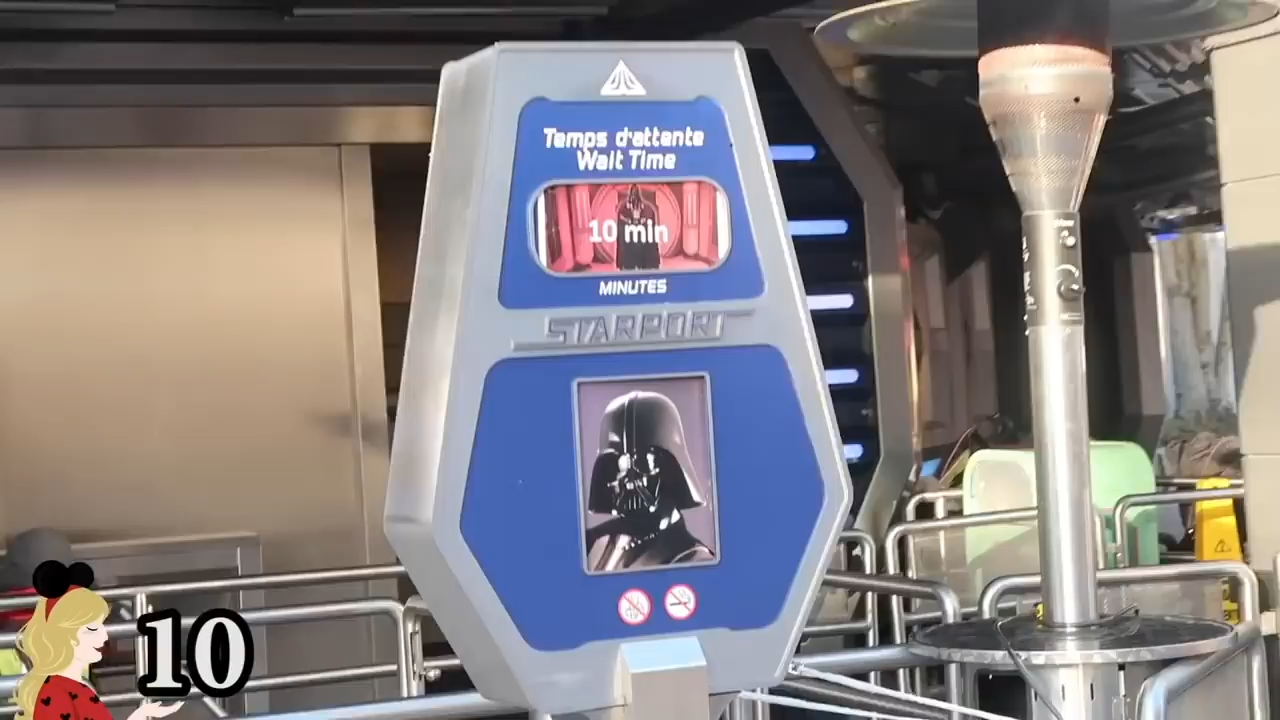 Temps d'attente
Wait Time
10 min
MINUTES
STARPORT
10